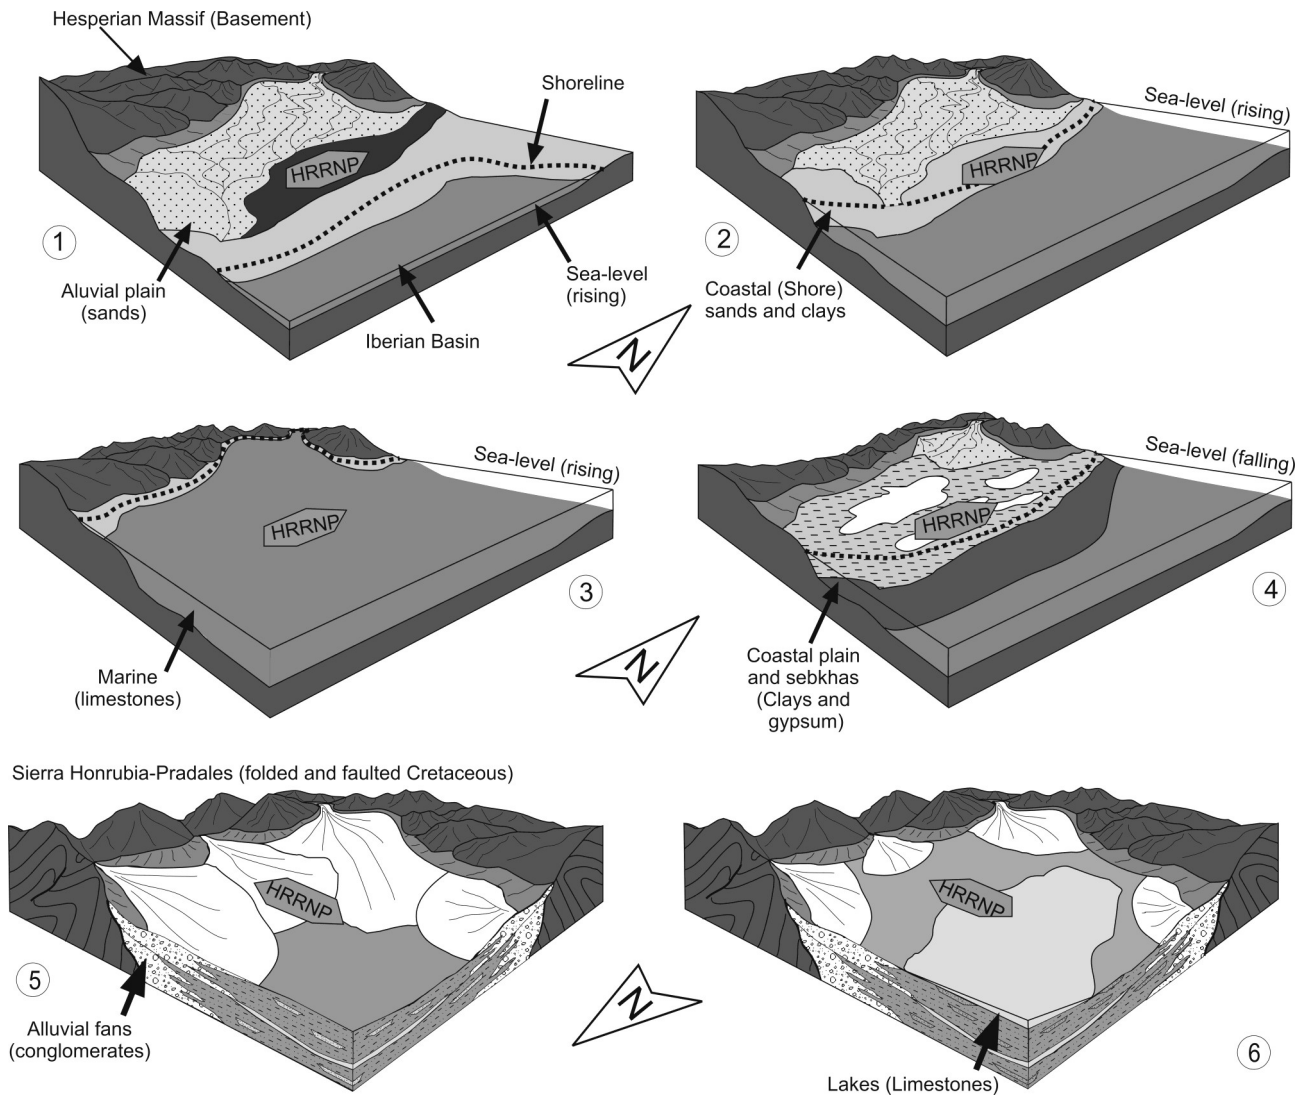 Hesperian Massif (Basement)
Shoreline
HRRNP
1
Aluvial plain
(sands)
Sea-level
(rising)
Iberian Basin
Sea-level (rising)
HRRNP
2
Coastal (Shore)
sands and clays
N
Sea-level (rising)
HRRNP
3
Marine
(limestones)
Sea-level (falling)
HRRNP
4
Coastal plain
and sebkhas
(Clays and
gypsum)
N
Sierra Honrubia-Pradales (folded and faulted Cretaceous)
HRRNP
5
Alluvial fans
(conglomerates)
N
HRRNP
6
Lakes (Limestones)